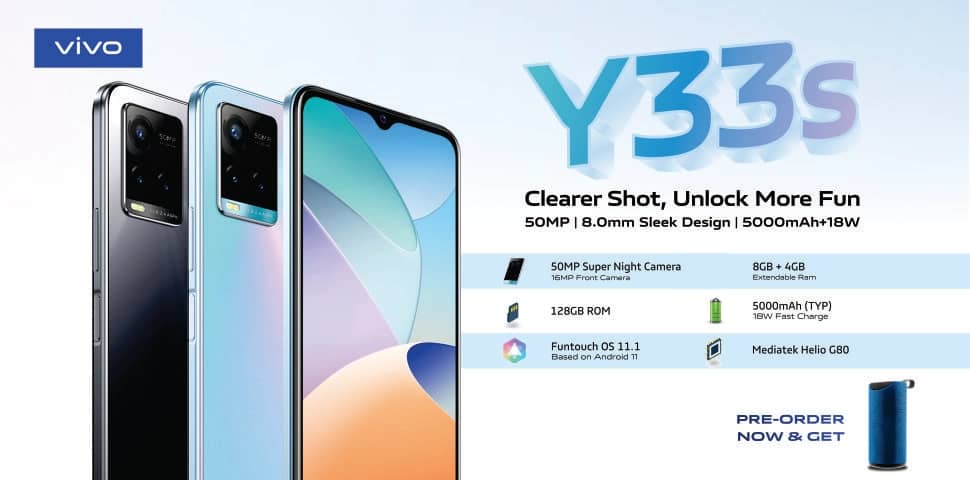 vivo
Y33s
Clearer Shot, Unlock More Fun
50MP | 8.0mm Sleek Design | 5000mAh+18W
50MP Super Night Camera
16MP Front Camera
8GB + 4GB
Extendable Ram
128GB ROM
5000mAh (TYP)
18W Fast Charge
Funtouch OS 11.1
Based on Android 11
Mediatek Helio G80
PRE-ORDER
NOW & GET
50MP
50MP